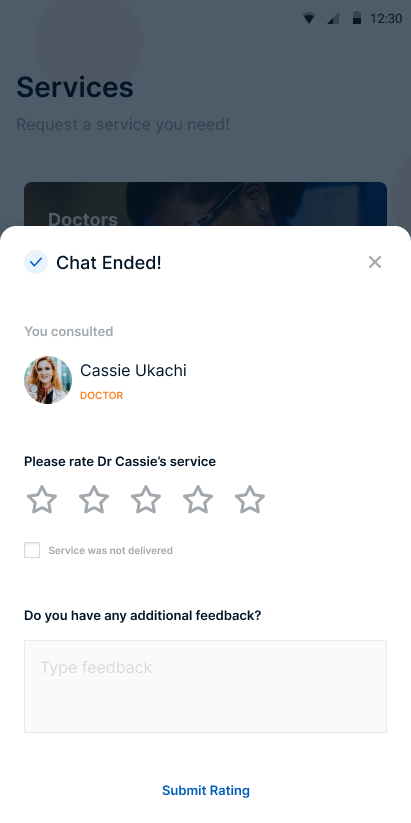 12:30
Services
Request a service you need!
Doctors
Chat Ended!
You consulted
Cassie Ukachi
DOCTOR
Please rate Dr Cassie’s service
Service was not delivered
Do you have any additional feedback?
Type feedback
Submit Rating